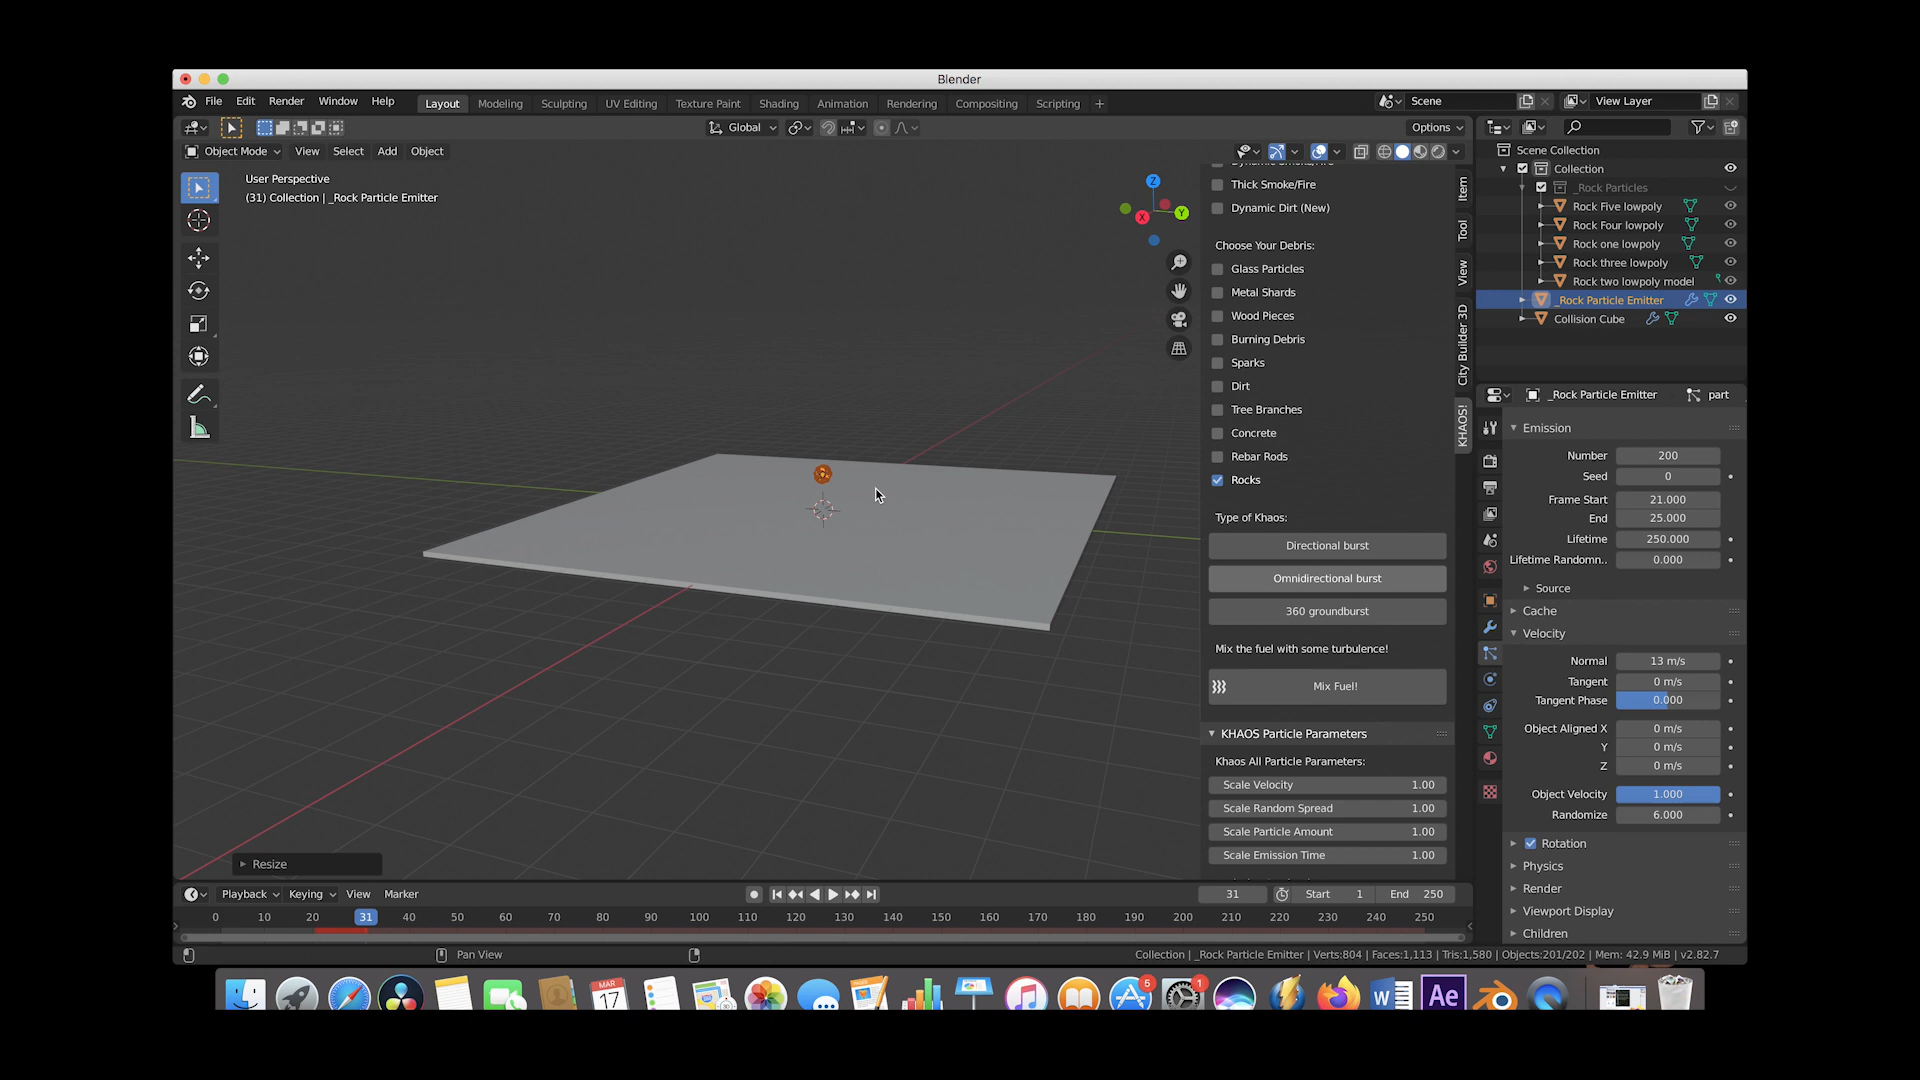 Blender
File Edit Render Window Help
Layout Modeling Sculpting UV Editing Texture Paint Shading Animation Rendering Compositing Scripting +
Scene
View Layer
Global
Options
Object Mode View Select Add Object
User Perspective
(31) Collection | _Rock Particle Emitter
Z
Y
X
Thick Smoke/Fire
Dynamic Dirt (New)
Choose Your Debris:
Glass Particles
Metal Shards
Wood Pieces
Burning Debris
Sparks
Dirt
Tree Branches
Concrete
Rebar Rods
Rocks
Type of Khaos:
Directional burst
Omnidirectional burst
360 groundburst
Mix the fuel with some turbulence!
Mix Fuel!
KHAOS Particle Parameters
Khaos All Particle Parameters:
Scale Velocity 1.00
Scale Random Spread 1.00
Scale Particle Amount 1.00
Scale Emission Time 1.00
Item
Tool
View
City Builder 3D
KHAOS!
Scene Collection
Collection
_Rock Particles
Rock Five lowpoly
Rock Four lowpoly
Rock one lowpoly
Rock three lowpoly
Rock two lowpoly model
_Rock Particle Emitter
Collision Cube
_Rock Particle Emitter part
Emission
Number 200
Seed 0
Frame Start 21.000
End 25.000
Lifetime 250.000
Lifetime Randomn.. 0.000
Source
Cache
Velocity
Normal 13 m/s
Tangent 0 m/s
Tangent Phase 0.000
Object Aligned X 0 m/s
Y 0 m/s
Z 0 m/s
Object Velocity 1.000
Randomize 6.000
Rotation
Physics
Render
Viewport Display
Children
Resize
Playback Keying View Marker
31 Start 1 End 250
0 10 20 31 40 50 60 70 80 90 100 110 120 130 140 150 160 170 180 190 200 210 220 230 240 250
Pan View
Collection | _Rock Particle Emitter | Verts:804 | Faces:1,113 | Tris:1,580 | Objects:201/202 | Mem: 42.9 MiB | v2.82.7
MAR
17
5
1
W
Ae